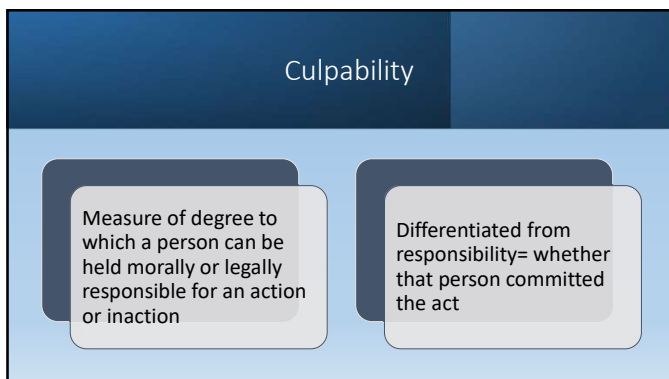 Culpability
Measure of degree to
which a person can be
held morally or legally
responsible for an action
or inaction
Differentiated from
responsibility= whether
that person committed
the act